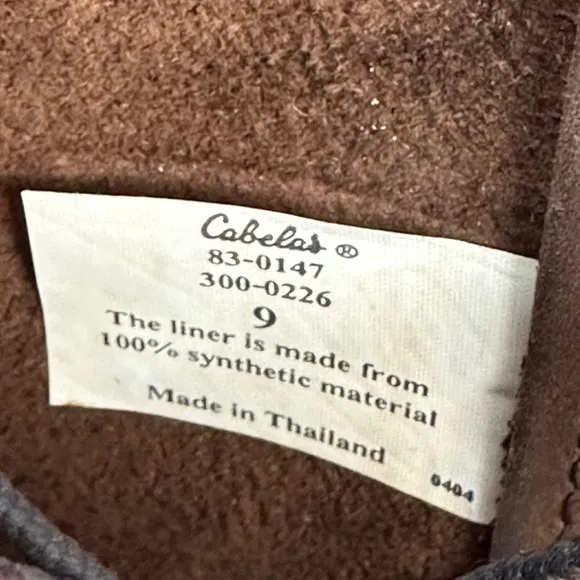 Cabela's ®
83-0147
300-0226
9
The liner is made from
100% synthetic material
Made in Thailand
0404